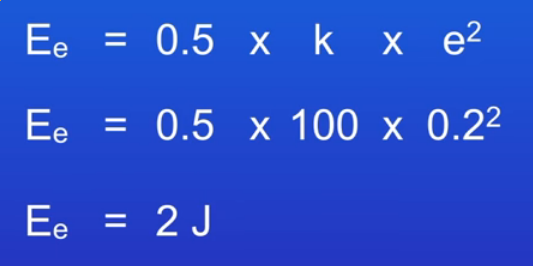 Eₑ = 0.5 x k x e²
Eₑ = 0.5 x 100 x 0.2²
Eₑ = 2 J